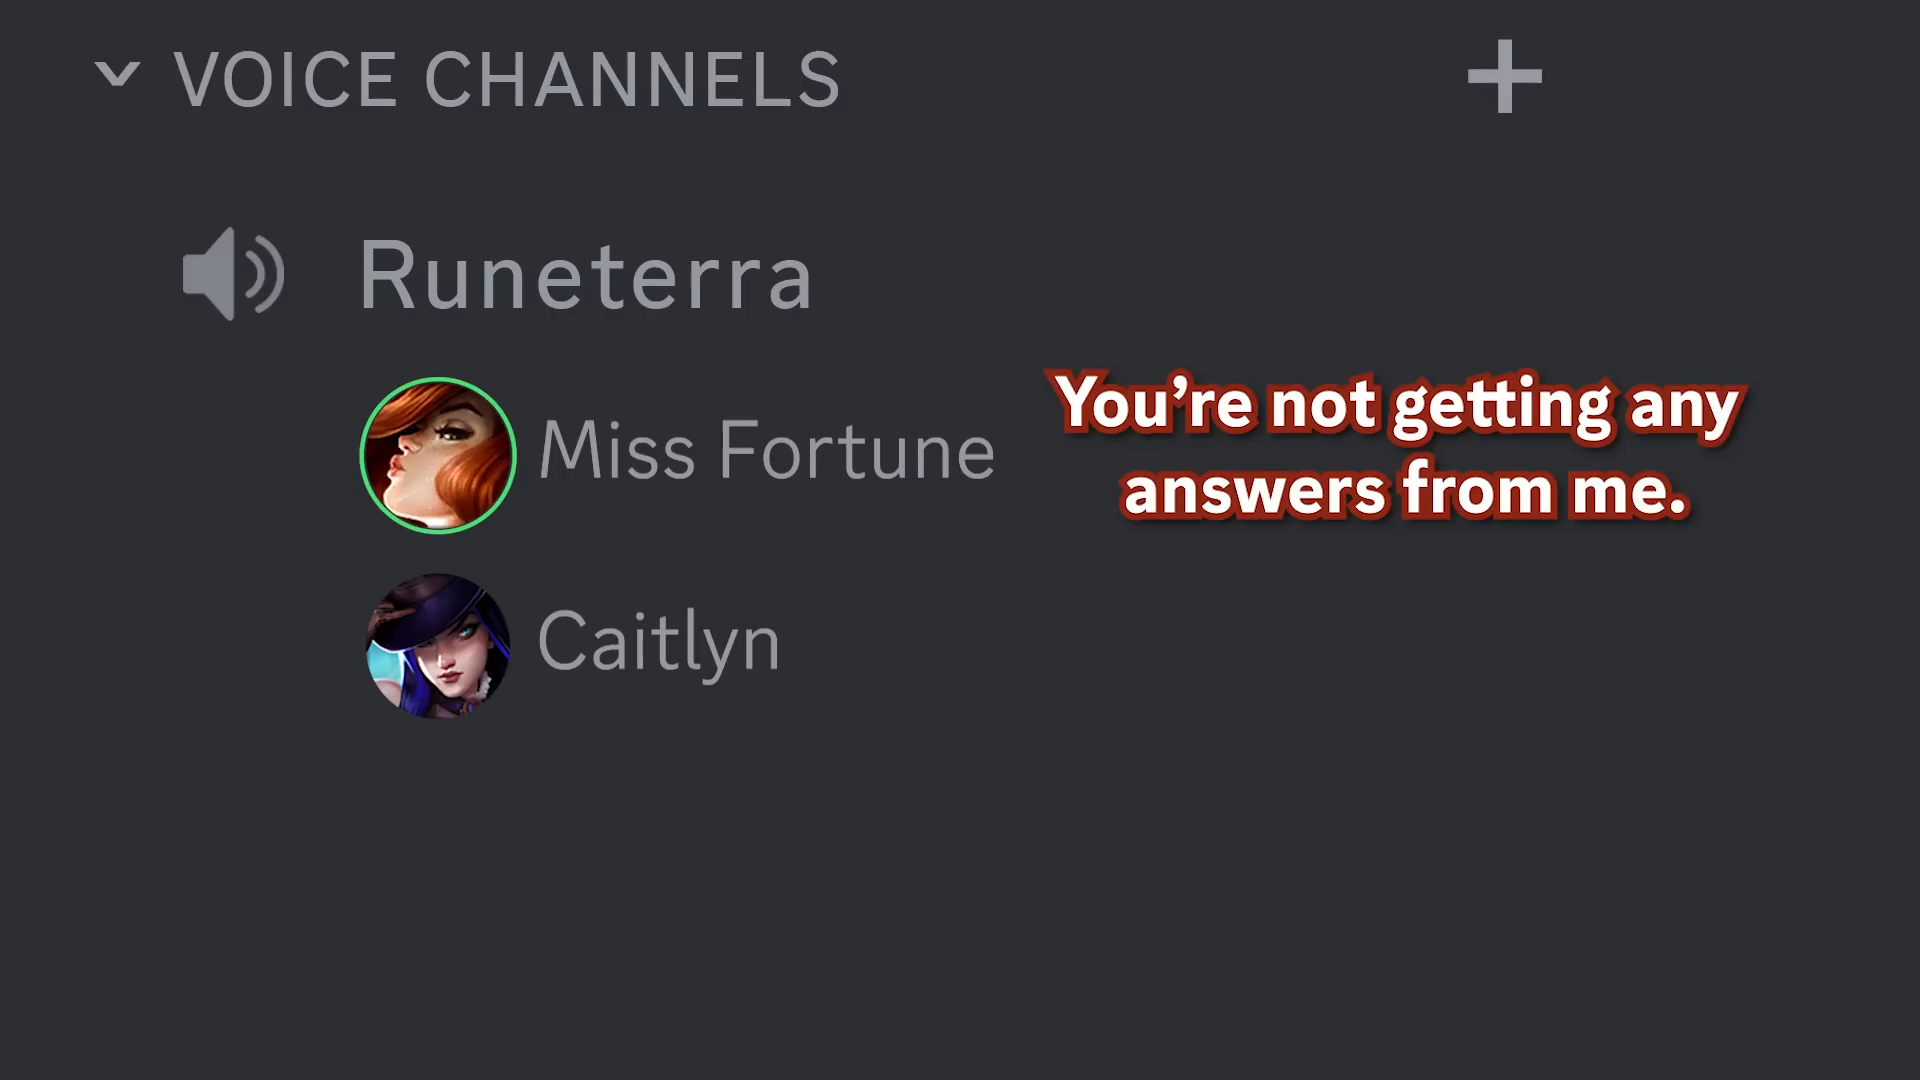 VOICE CHANNELS
Runeterra
Miss Fortune
You’re not getting any
answers from me.
Caitlyn